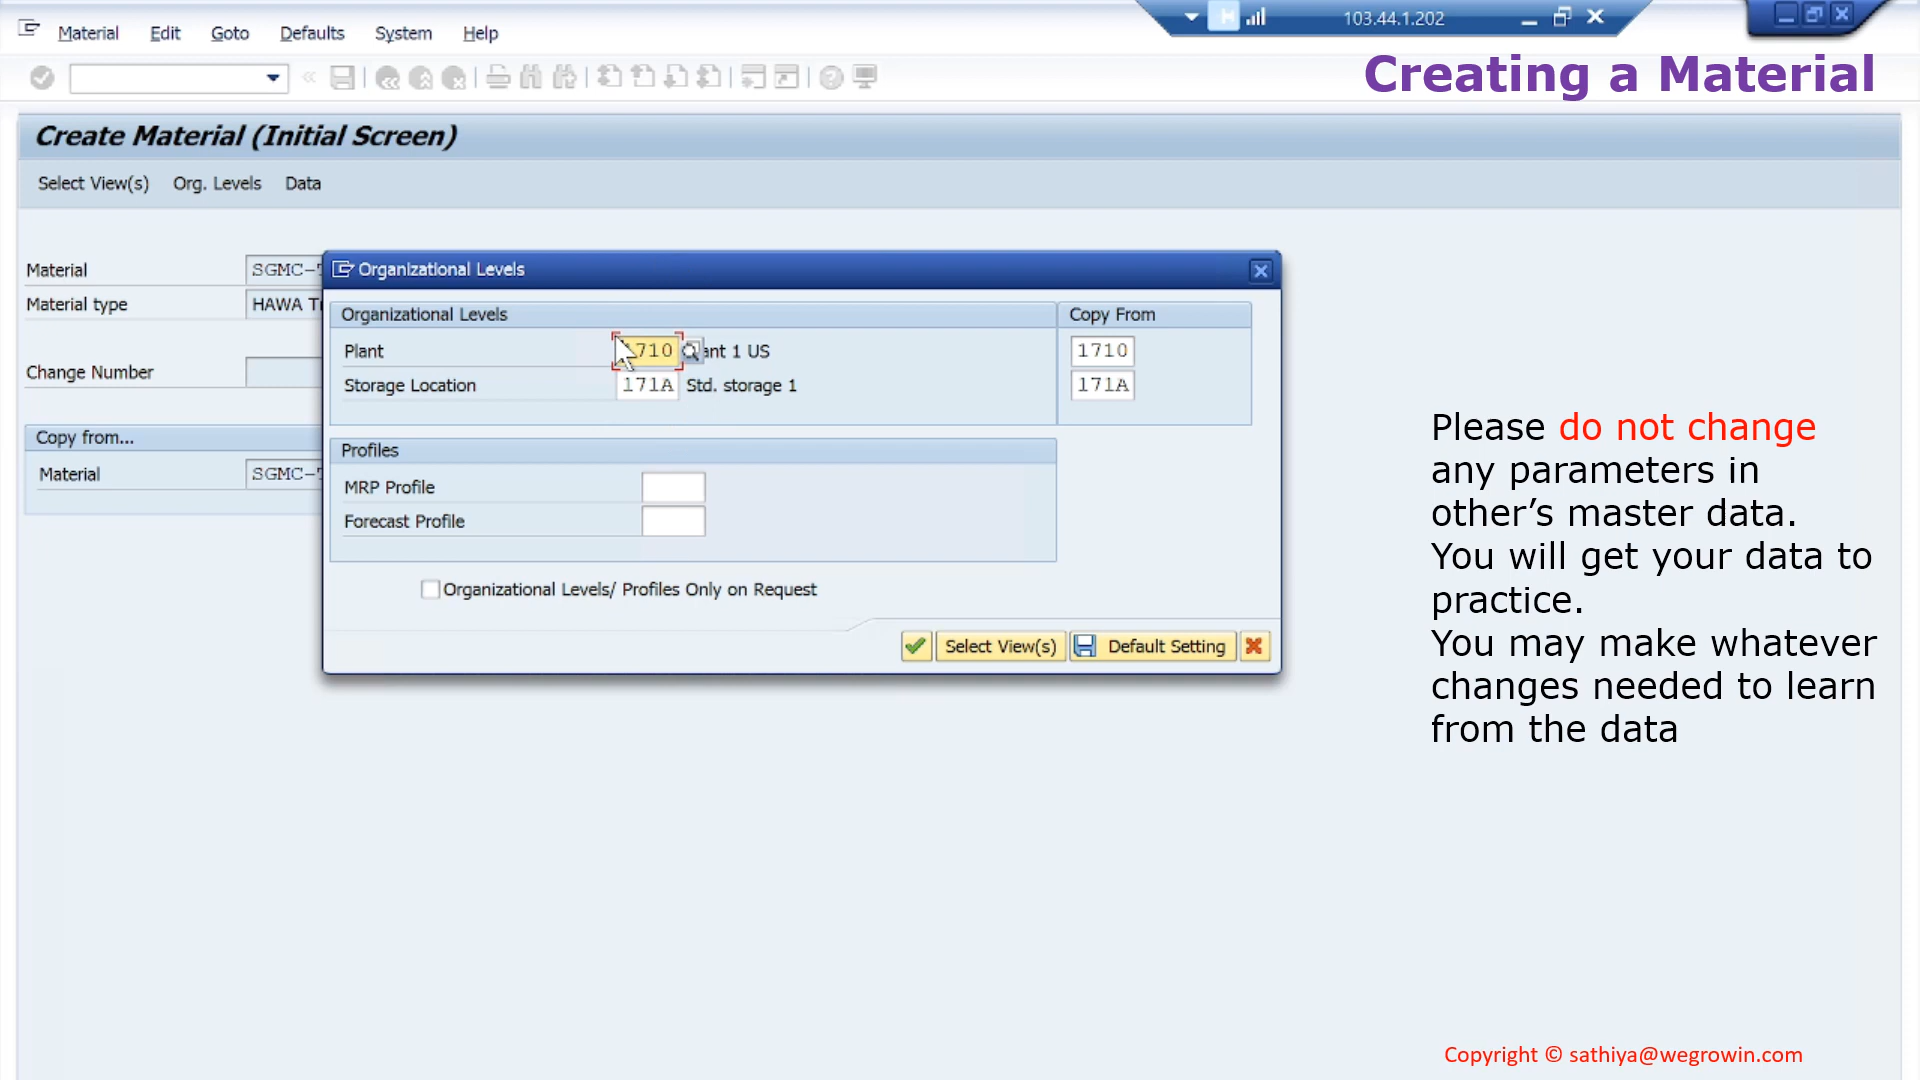 Material Edit Goto Defaults System Help
103.44.1.202
Creating a Material
Create Material (Initial Screen)
Select View(s) Org. Levels Data
Material SGMC-
Material type HAWA
Change Number
Copy from...
Material SGMC-
Organizational Levels
Organizational Levels Copy From
Plant 1710 ant 1 US 1710
Storage Location 171A Std. storage 1 171A
Profiles
MRP Profile
Forecast Profile
Organizational Levels/ Profiles Only on Request
Select View(s) Default Setting
Please do not change
any parameters in
other’s master data.
You will get your data to
practice.
You may make whatever
changes needed to learn
from the data
Copyright © sathiya@wegrowin.com